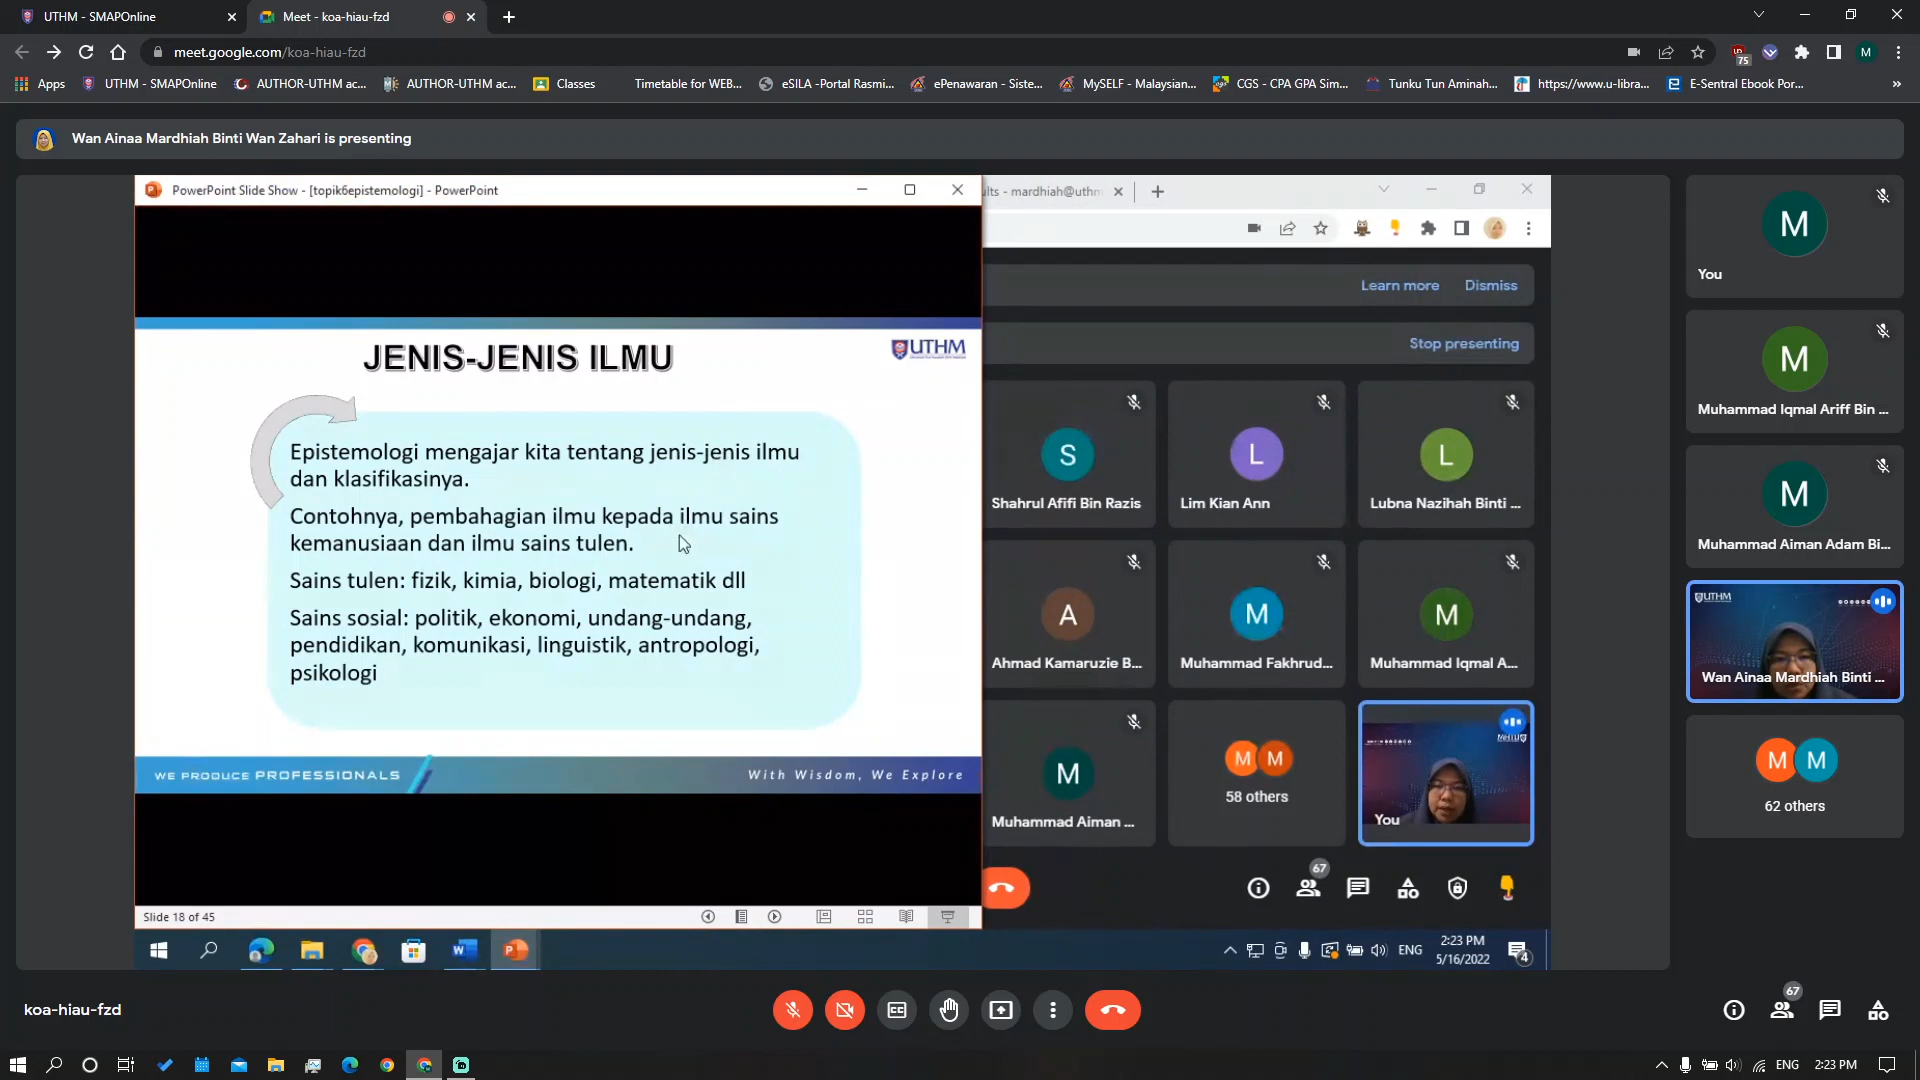 UTHM - SMAPOnline
Meet - koa-hiau-fzd
meet.google.com/koa-hiau-fzd
75
M
Apps
UTHM - SMAPOnline
AUTHOR-UTHM ac...
AUTHOR-UTHM ac...
Classes
Timetable for WEB...
eSILA -Portal Rasmi...
ePenawaran - Siste...
MySELF - Malaysian...
CGS - CPA GPA Sim...
Tunku Tun Aminah...
https://www.u-libra...
E-Sentral Ebook Por...
»
Wan Ainaa Mardhiah Binti Wan Zahari is presenting
PowerPoint Slide Show - [topik6epistemologi] - PowerPoint
ults - mardhiah@uthm
Learn more
Dismiss
Stop presenting
JENIS-JENIS ILMU
UTHM
Epistemologi mengajar kita tentang jenis-jenis ilmu
dan klasifikasinya.
Contohnya, pembahagian ilmu kepada ilmu sains
kemanusiaan dan ilmu sains tulen.
Sains tulen: fizik, kimia, biologi, matematik dll
Sains sosial: politik, ekonomi, undang-undang,
pendidikan, komunikasi, linguistik, antropologi,
psikologi
WE PRODUCE PROFESSIONALS
With Wisdom, We Explore
Slide 18 of 45
S
Shahrul Afifi Bin Razis
L
Lim Kian Ann
L
Lubna Nazihah Binti ...
A
Ahmad Kamaruzie B...
M
Muhammad Fakhrud...
M
Muhammad Iqmal A...
M
Muhammad Aiman ...
M M
58 others
You
67
ENG
2:23 PM
5/16/2022
4
M
You
M
Muhammad Iqmal Ariff Bin ...
M
Muhammad Aiman Adam Bi...
UTHM
Wan Ainaa Mardhiah Binti ...
M M
62 others
koa-hiau-fzd
67
ENG
2:23 PM